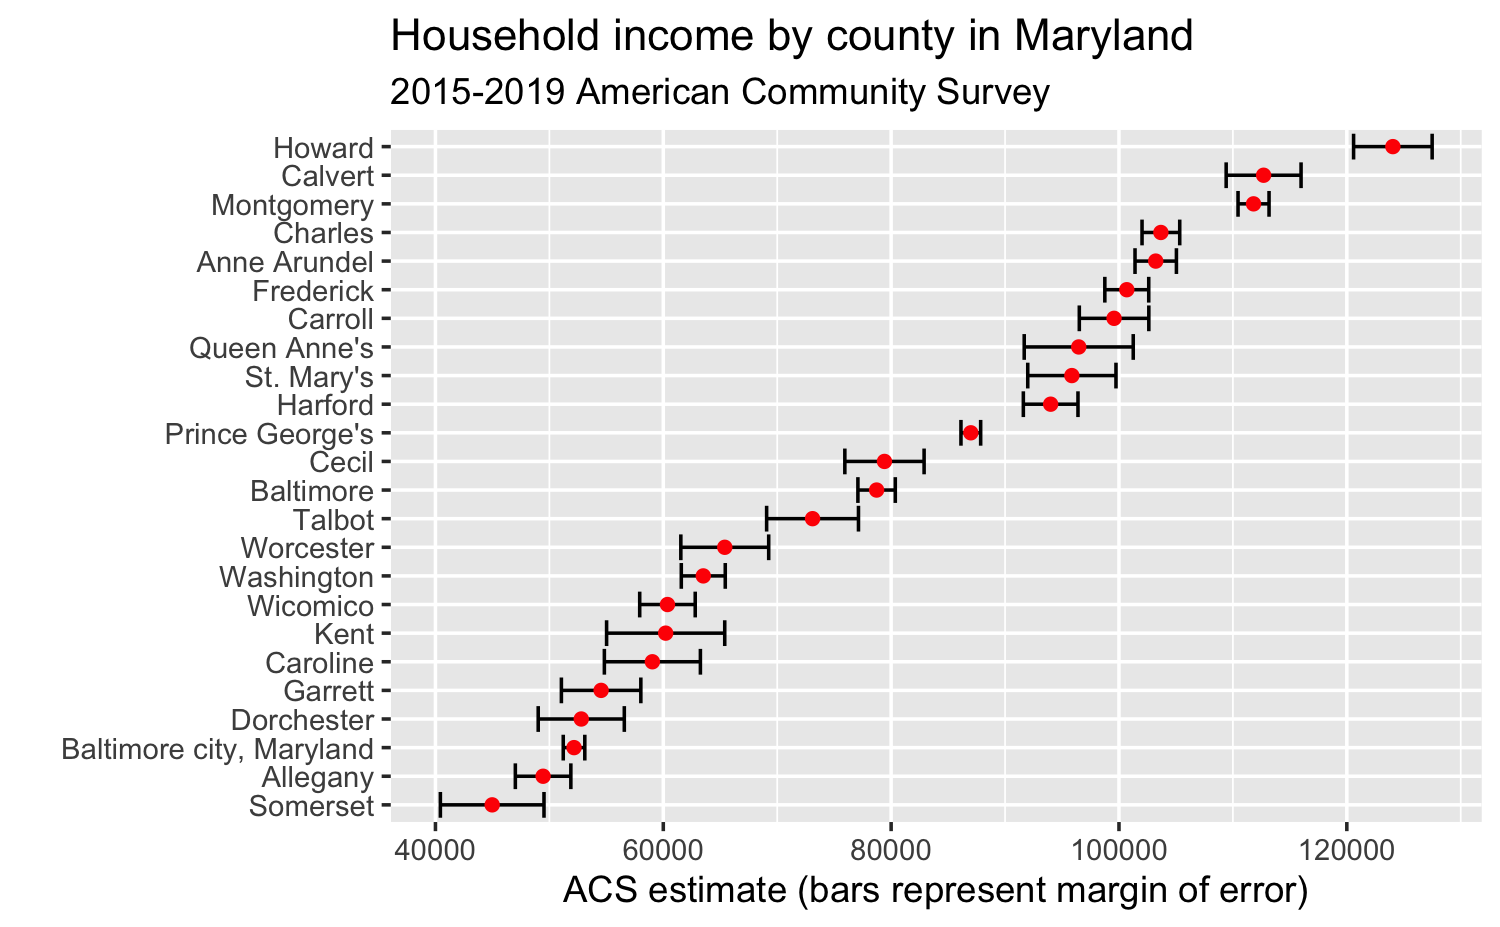 Household income by county in Maryland
2015-2019 American Community Survey
Howard
Calvert
Montgomery
Charles
Anne Arundel
Frederick
Carroll
Queen Anne's
St. Mary's
Harford
Prince George's
Cecil
Baltimore
Talbot
Worcester
Washington
Wicomico
Kent
Caroline
Garrett
Dorchester
Baltimore city, Maryland
Allegany
Somerset
40000 60000 80000 100000 120000
ACS estimate (bars represent margin of error)